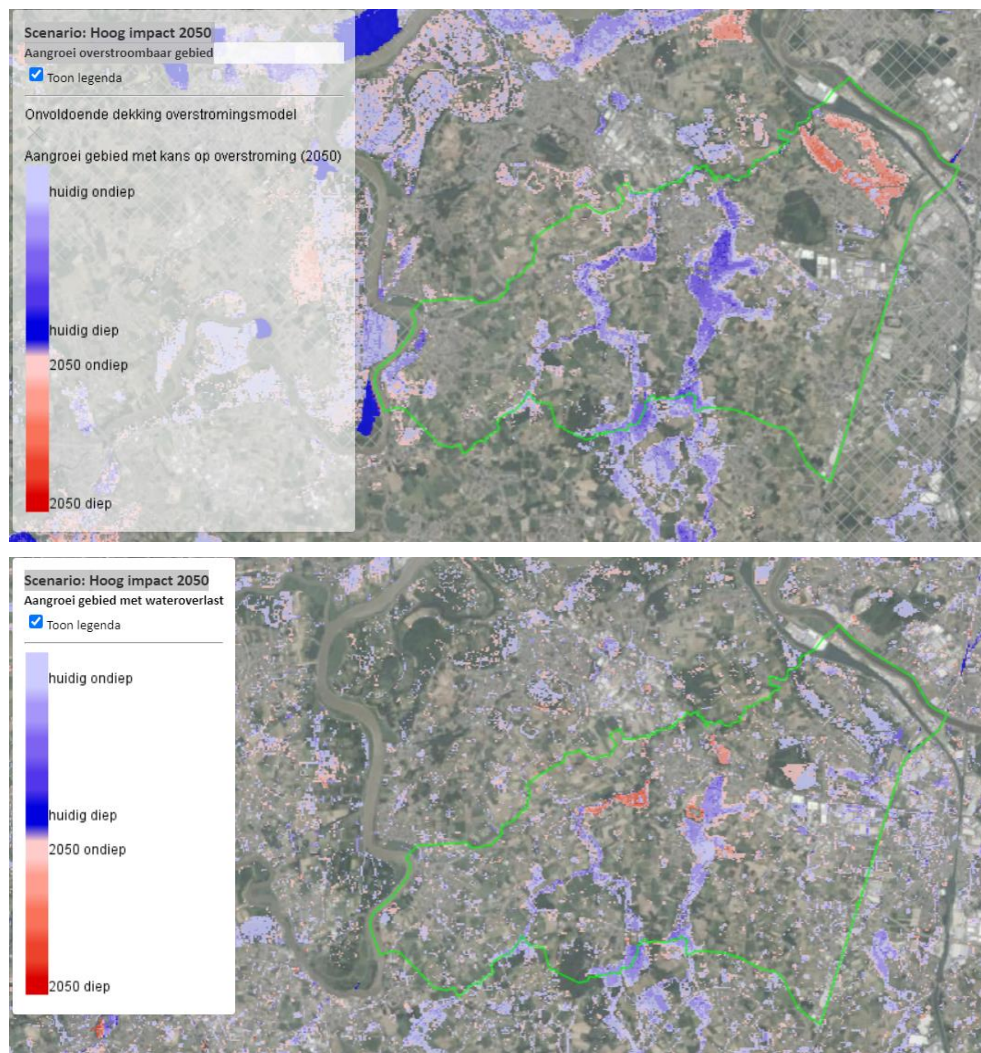 Scenario: Hoog impact 2050
Aangroei overstroombaar gebied
Toon legenda
Onvoldoende dekking overstromingsmodel
Aangroei gebied met kans op overstroming (2050)
huidig ondiep
huidig diep
2050 ondiep
2050 diep
Scenario: Hoog impact 2050
Aangroei gebied met wateroverlast
Toon legenda
huidig ondiep
huidig diep
2050 ondiep
2050 diep